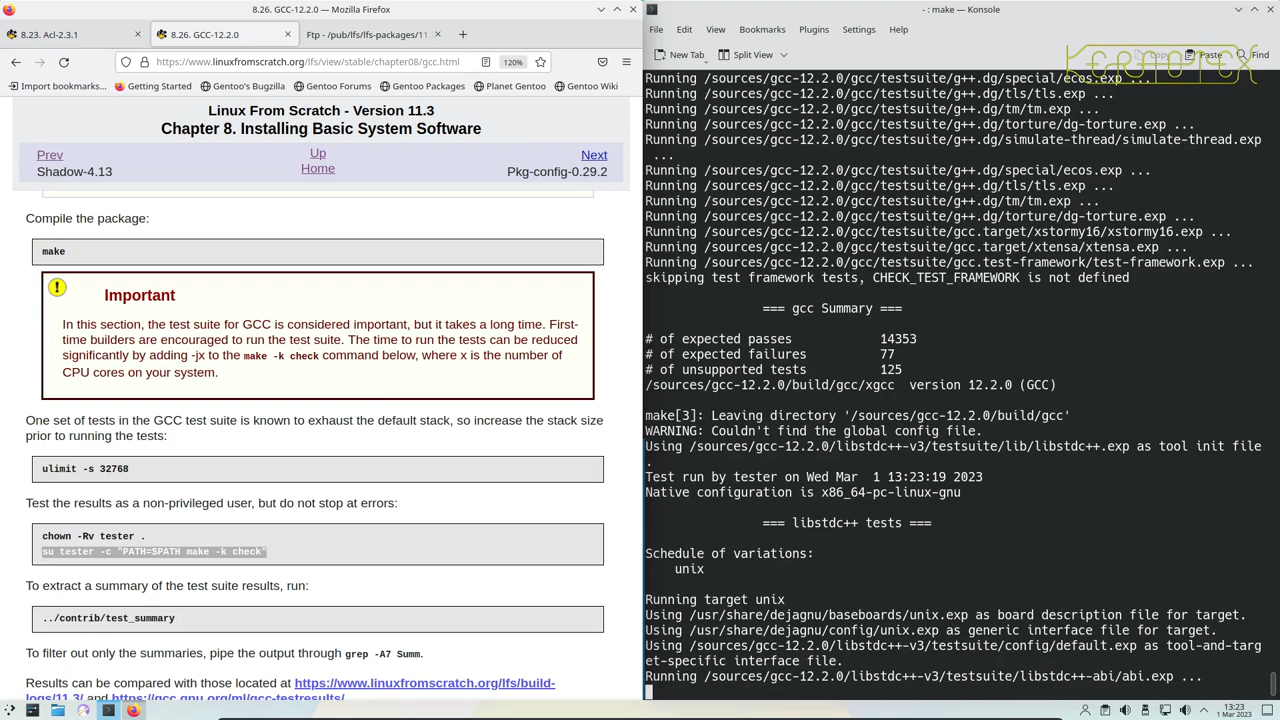 8.26. GCC-12.2.0 — Mozilla Firefox
8.23. Acl-2.3.1
8.26. GCC-12.2.0
Ftp - /pub/lfs/lfs-packages/11.
https://www.linuxfromscratch.org/lfs/view/stable/chapter08/gcc.html
120%
Import bookmarks...
Getting Started
Gentoo's Bugzilla
Gentoo Forums
Gentoo Packages
Planet Gentoo
Gentoo Wiki
Linux From Scratch - Version 11.3
Chapter 8. Installing Basic System Software
Prev
Up
Next
Shadow-4.13
Home
Pkg-config-0.29.2
Compile the package:
make
Important
In this section, the test suite for GCC is considered important, but it takes a long time. First-
time builders are encouraged to run the test suite. The time to run the tests can be reduced
significantly by adding -jx to the make -k check command below, where x is the number of
CPU cores on your system.
One set of tests in the GCC test suite is known to exhaust the default stack, so increase the stack size
prior to running the tests:
ulimit -s 32768
Test the results as a non-privileged user, but do not stop at errors:
chown -Rv tester .
su tester -c "PATH=$PATH make -k check"
To extract a summary of the test suite results, run:
../contrib/test_summary
To filter out only the summaries, pipe the output through grep -A7 Summ.
Results can be compared with those located at https://www.linuxfromscratch.org/lfs/build-
logs/11.3/ and https://gcc.gnu.org/ml/gcc-testresults/.
- : make — Konsole
File
Edit
View
Bookmarks
Plugins
Settings
Help
New Tab
Split View
Copy
Paste
Find
Running /sources/gcc-12.2.0/gcc/testsuite/g++.dg/special/ecos.exp ...
Running /sources/gcc-12.2.0/gcc/testsuite/g++.dg/tls/tls.exp ...
Running /sources/gcc-12.2.0/gcc/testsuite/g++.dg/tm/tm.exp ...
Running /sources/gcc-12.2.0/gcc/testsuite/g++.dg/torture/dg-torture.exp ...
Running /sources/gcc-12.2.0/gcc/testsuite/g++.dg/simulate-thread/simulate-thread.exp
...
Running /sources/gcc-12.2.0/gcc/testsuite/g++.dg/special/ecos.exp ...
Running /sources/gcc-12.2.0/gcc/testsuite/g++.dg/tls/tls.exp ...
Running /sources/gcc-12.2.0/gcc/testsuite/g++.dg/tm/tm.exp ...
Running /sources/gcc-12.2.0/gcc/testsuite/g++.dg/torture/dg-torture.exp ...
Running /sources/gcc-12.2.0/gcc/testsuite/gcc.target/xstormy16/xstormy16.exp ...
Running /sources/gcc-12.2.0/gcc/testsuite/gcc.target/xtensa/xtensa.exp ...
Running /sources/gcc-12.2.0/gcc/testsuite/gcc.test-framework/test-framework.exp ...
skipping test framework tests, CHECK_TEST_FRAMEWORK is not defined
=== gcc Summary ===
# of expected passes 14353
# of expected failures 77
# of unsupported tests 125
/sources/gcc-12.2.0/build/gcc/xgcc version 12.2.0 (GCC)
make[3]: Leaving directory '/sources/gcc-12.2.0/build/gcc'
WARNING: Couldn't find the global config file.
Using /sources/gcc-12.2.0/libstdc++-v3/testsuite/lib/libstdc++.exp as tool init file
.
Test run by tester on Wed Mar 1 13:23:19 2023
Native configuration is x86_64-pc-linux-gnu
=== libstdc++ tests ===
Schedule of variations:
unix
Running target unix
Using /usr/share/dejagnu/baseboards/unix.exp as board description file for target.
Using /usr/share/dejagnu/config/unix.exp as generic interface file for target.
Using /sources/gcc-12.2.0/libstdc++-v3/testsuite/config/default.exp as tool-and-targ
et-specific interface file.
Running /sources/gcc-12.2.0/libstdc++-v3/testsuite/libstdc++-abi/abi.exp ...
13:23
1 Mar 2023